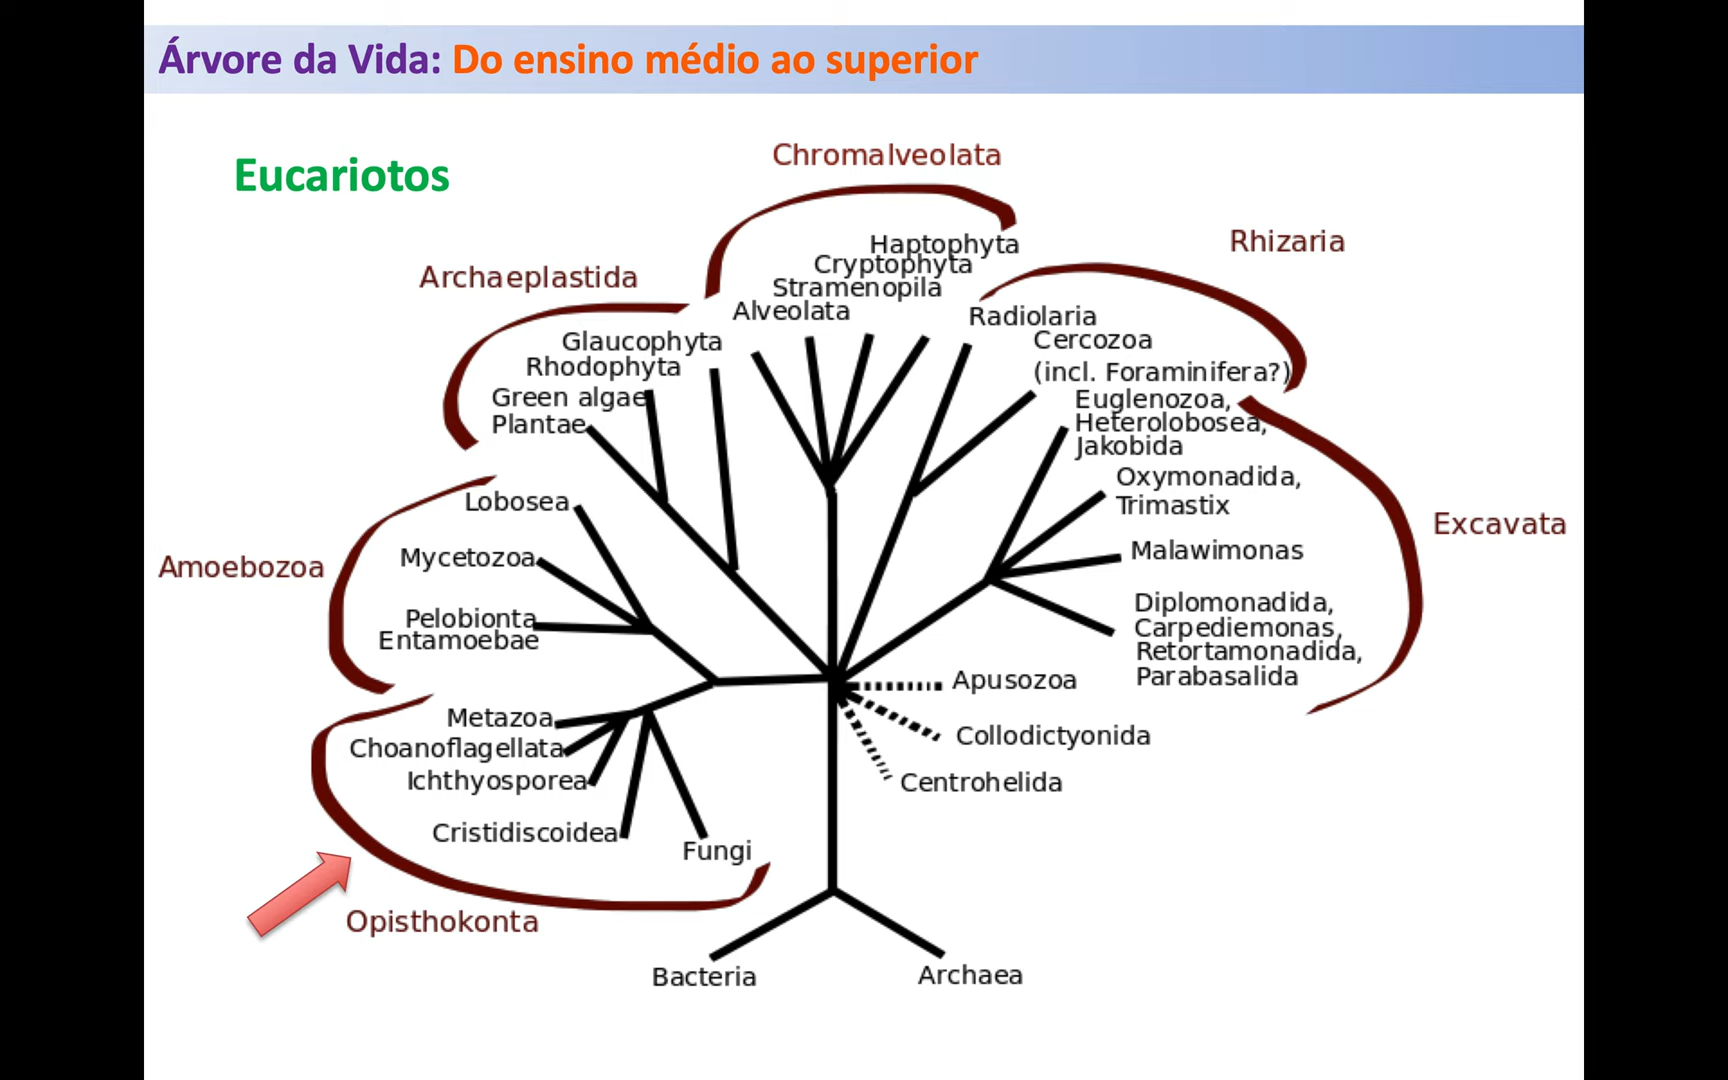 Árvore da Vida: Do ensino médio ao superior
Eucariotos
Chromalveolata
Haptophyta
Cryptophyta
Stramenopila
Alveolata
Rhizaria
Radiolaria
Cercozoa
(incl. Foraminifera?)
Archaeplastida
Glaucophyta
Rhodophyta
Green algae
Plantae
Euglenozoa,
Heterolobosea,
Jakobida
Oxymonadida,
Trimastix
Malawimonas
Diplomonadida,
Carpediemonas,
Retortamonadida,
Parabasalida
Excavata
Amoebozoa
Lobosea
Mycetozoa
Pelobionta
Entamoebae
Apusozoa
Collodictyonida
Centrohelida
Metazoa
Choanoflagellata
Ichthyosporea
Cristidiscoidea
Fungi
Opisthokonta
Bacteria
Archaea